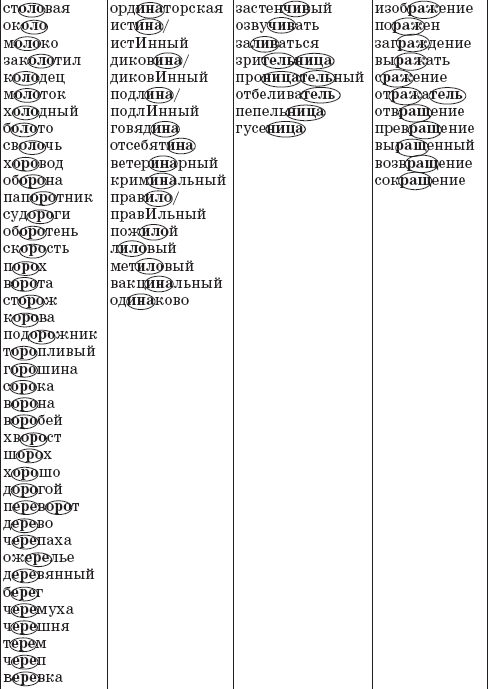 столовая
около
молоко
заколотил
колодец
молоток
холодный
болото
сволочь
хоровод
оборона
папоротник
судороги
оборотень
скорость
порох
ворота
сторож
корова
подорожник
торопливый
горошина
сорока
ворона
воробей
хворост
шорох
хорошо
дорогой
переворот
дерево
черепаха
ожерелье
деревянный
берег
черемуха
черешня
терем
череп
веревка
ординаторская
истина/
истИнный
диковина/
диковИнный
подлина/
подлИнный
говядина
отсебятина
ветеринарный
криминальный
правило/
правИльный
пожилой
лиловый
метиловый
вакцинальный
одинаково
застенчивый
озвучивать
заливаться
зрительница
проницательный
отбеливатель
пепельница
гусеница
изображение
поражен
заграждение
выражать
сражение
отражатель
отвращение
превращение
выращенный
возвращение
сокращение